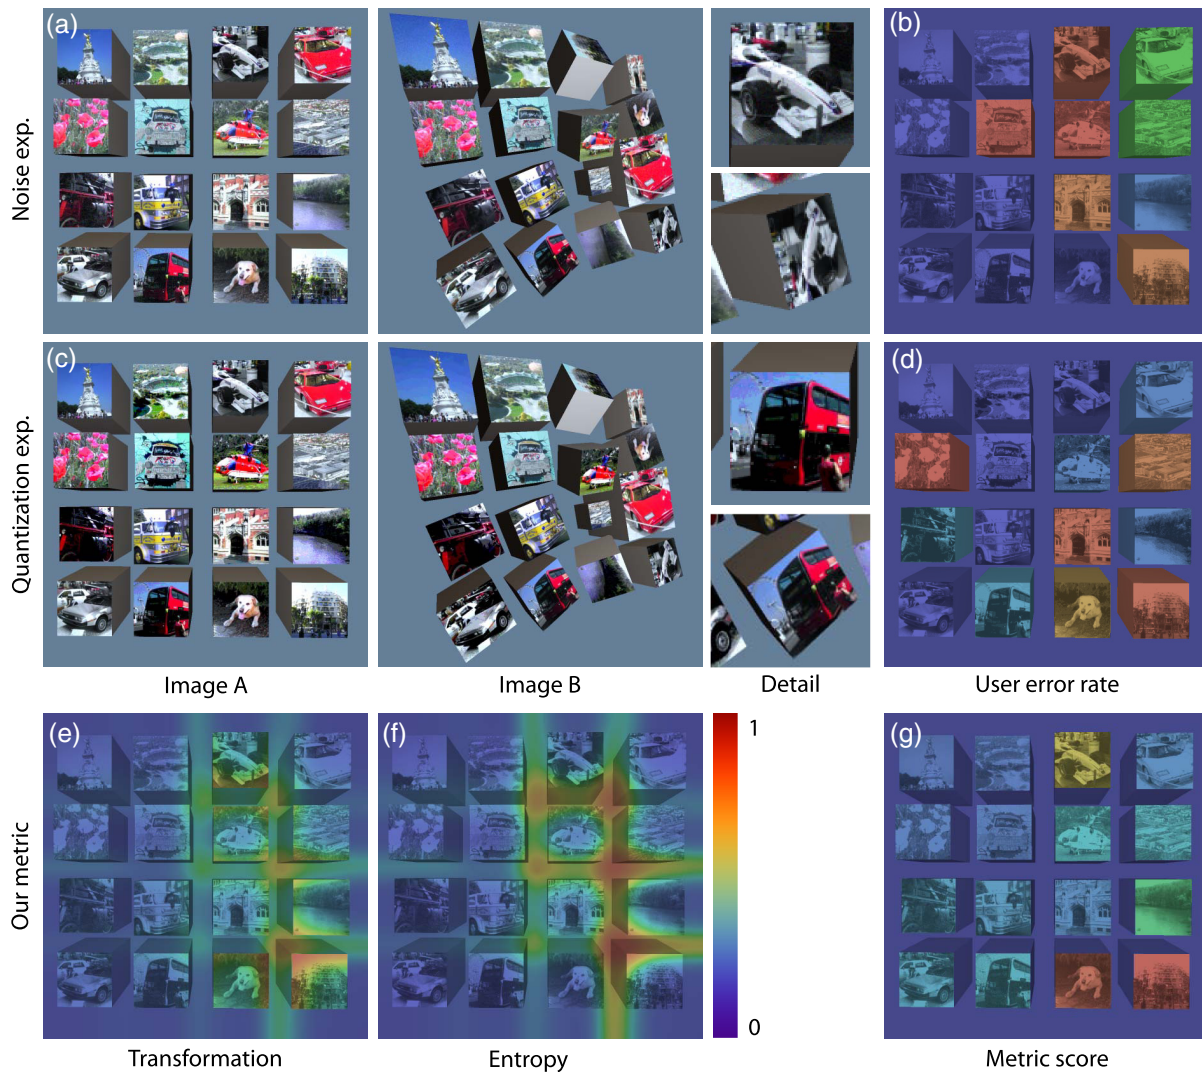 (a)
(b)
Noise exp.
(c)
(d)
Quantization exp.
Image A
Image B
Detail
User error rate
(e)
(f)
1
0
(g)
Our metric
Transformation
Entropy
Metric score